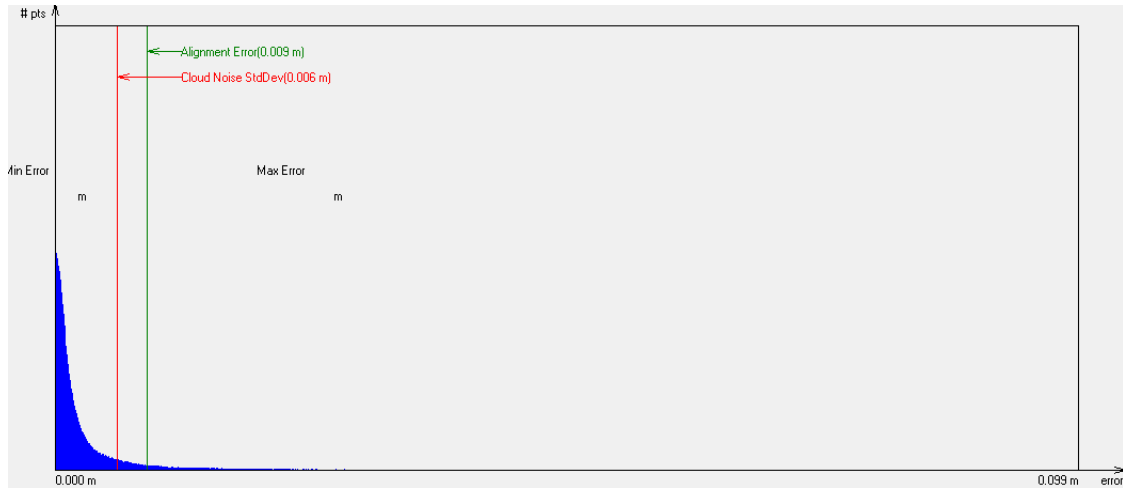 # pts
Alignment Error(0.009 m)
Cloud Noise StdDev(0.006 m)
Min Error
Max Error
m
m
0.000 m
0.099 m
error